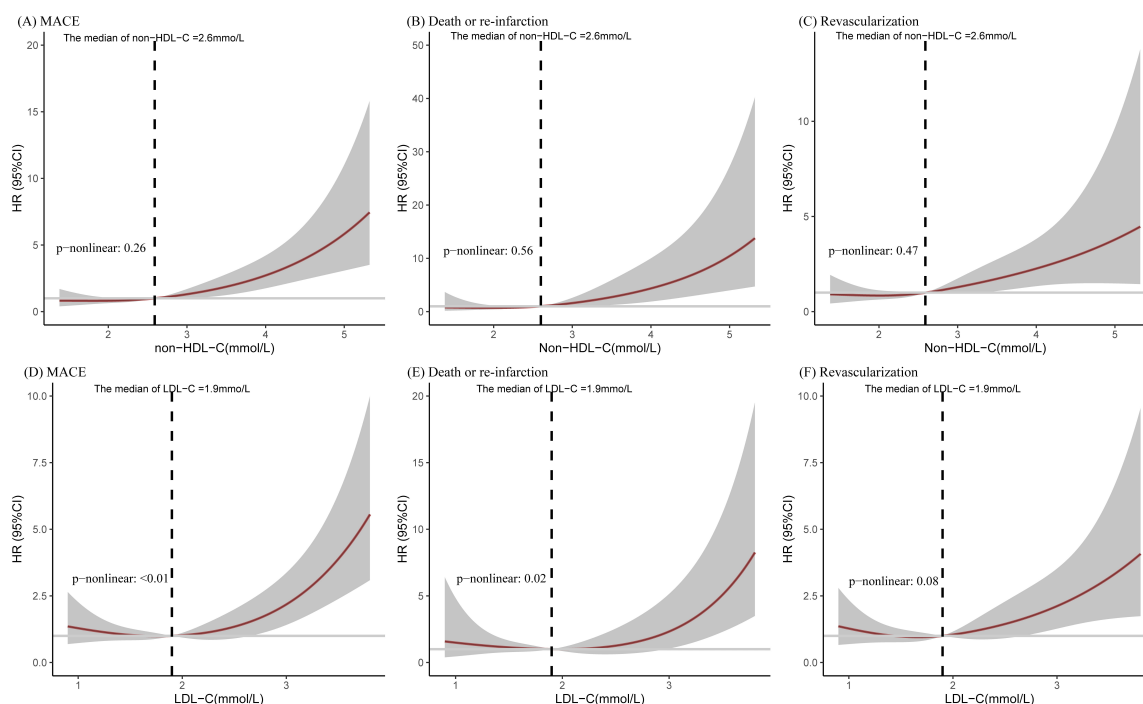 (A) MACE
The median of non−HDL−C =2.6mmo/L
20
15
10
5
0
HR (95%CI)
p−nonlinear: 0.26
2 3 4 5
non−HDL−C(mmol/L)
(B) Death or re-infarction
The median of non−HDL−C =2.6mmo/L
50
40
30
20
10
0
HR (95%CI)
p−nonlinear: 0.56
2 3 4 5
Non−HDL−C(mmol/L)
(C) Revascularization
The median of non−HDL−C =2.6mmo/L
10
5
0
HR (95%CI)
p−nonlinear: 0.47
2 3 4 5
Non−HDL−C(mmol/L)
(D) MACE
The median of LDL−C =1.9mmo/L
10.0
7.5
5.0
2.5
0.0
HR (95%CI)
p−nonlinear: <0.01
1 2 3
LDL−C(mmol/L)
(E) Death or re-infarction
The median of LDL−C =1.9mmo/L
20
15
10
5
0
HR (95%CI)
p−nonlinear: 0.02
1 2 3
LDL−C(mmol/L)
(F) Revascularization
The median of LDL−C =1.9mmo/L
10.0
7.5
5.0
2.5
0.0
HR (95%CI)
p−nonlinear: 0.08
1 2 3
LDL−C(mmol/L)